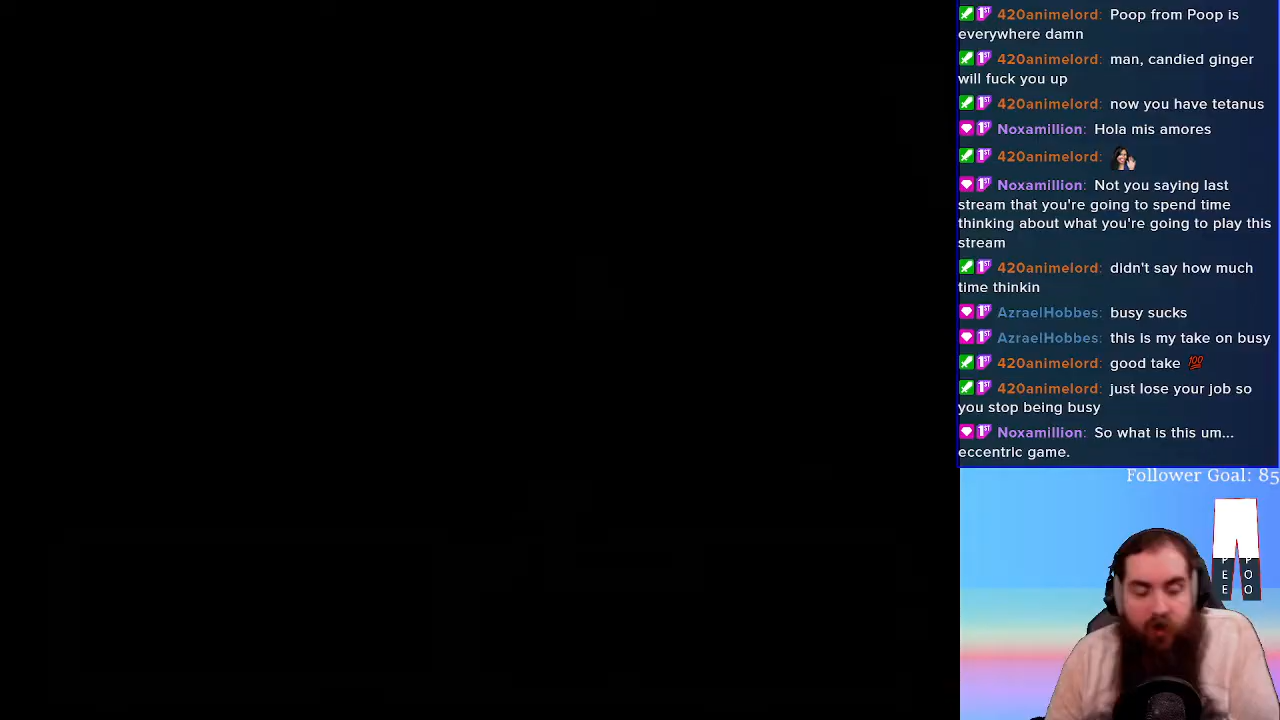 420animelord: Poop from Poop is
everywhere damn
420animelord: man, candied ginger
will fuck you up
420animelord: now you have tetanus
Noxamillion: Hola mis amores
420animelord:
Noxamillion: Not you saying last
stream that you're going to spend time
thinking about what you're going to play this
stream
420animelord: didn't say how much
time thinkin
AzraelHobbes: busy sucks
AzraelHobbes: this is my take on busy
420animelord: good take 💯
420animelord: just lose your job so
you stop being busy
Noxamillion: So what is this um...
eccentric game.
Follower Goal: 85
P P
E O
E O